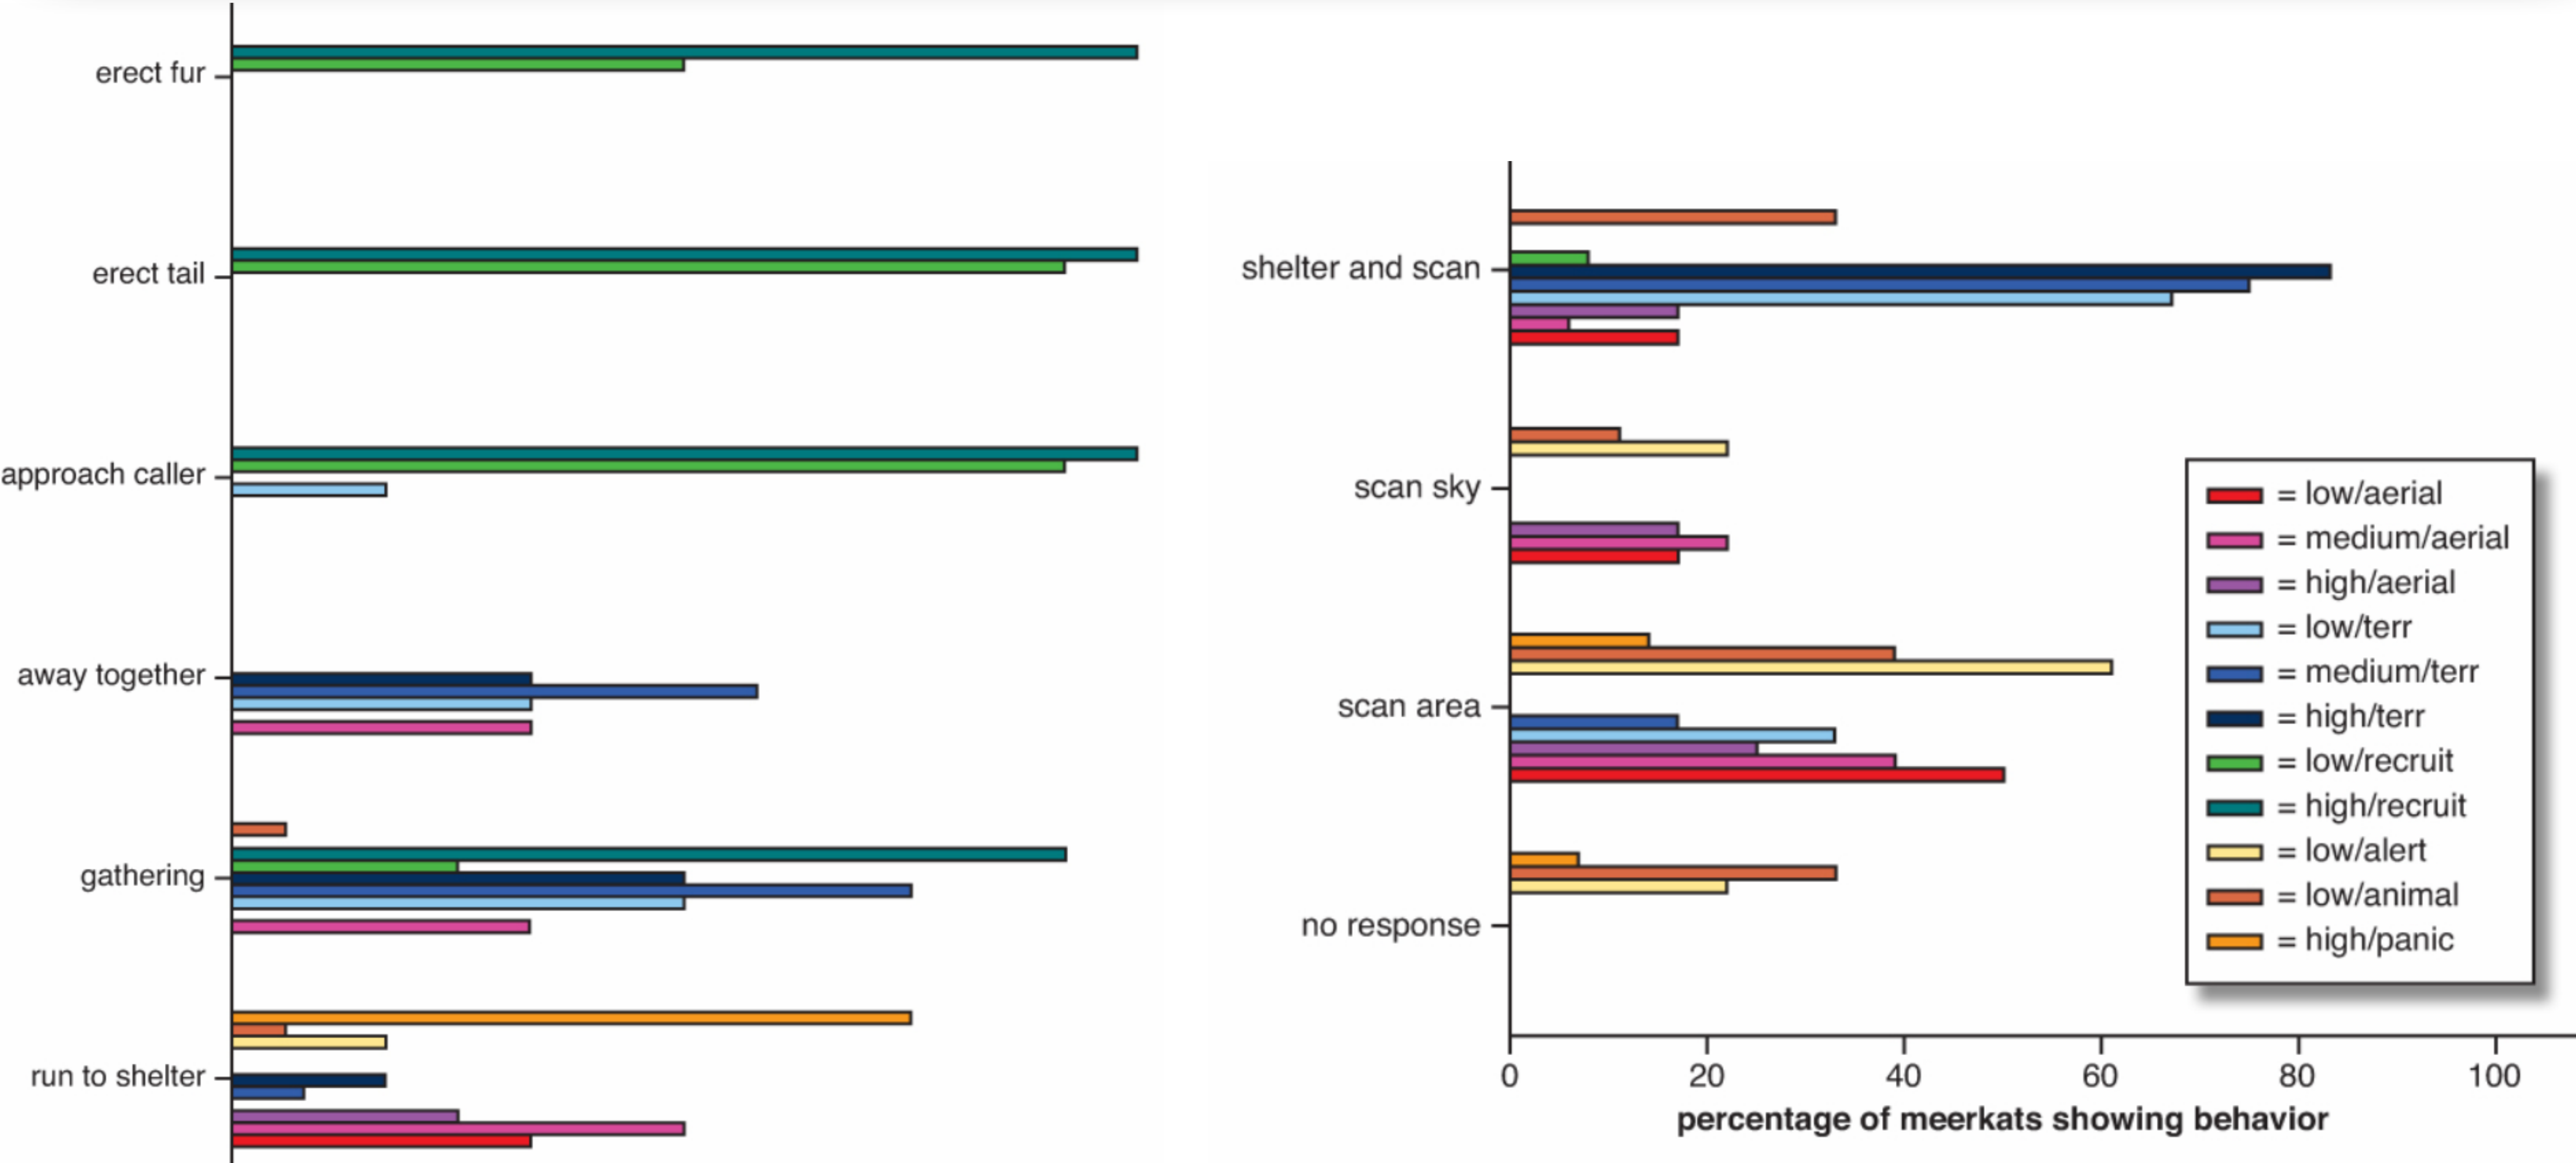 erect fur
erect tail
approach caller
away together
gathering
run to shelter
shelter and scan
scan sky
scan area
no response
0 20 40 60 80 100
percentage of meerkats showing behavior
= low/aerial
= medium/aerial
= high/aerial
= low/terr
= medium/terr
= high/terr
= low/recruit
= high/recruit
= low/alert
= low/animal
= high/panic